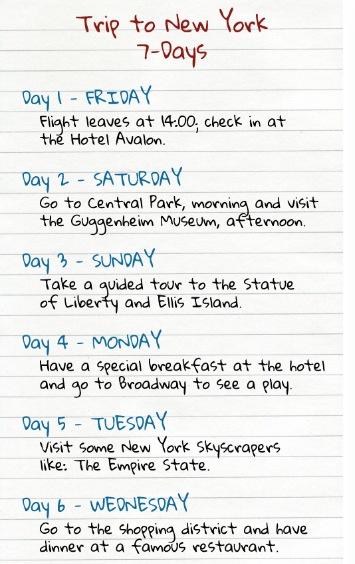 Trip to New York
7-Days
Day 1 - FRIDAY
Flight leaves at 14:00; check in at
the Hotel Avalon.
Day 2 - SATURDAY
Go to Central Park, morning and visit
the Guggenheim Museum, afternoon.
Day 3 - SUNDAY
Take a guided tour to the Statue
of Liberty and Ellis Island.
Day 4 - MONDAY
Have a special breakfast at the hotel
and go to Broadway to see a play.
Day 5 - TUESDAY
Visit some New York Skyscrapers
like: The Empire State.
Day 6 - WEDNESDAY
Go to the shopping district and have
dinner at a famous restaurant.